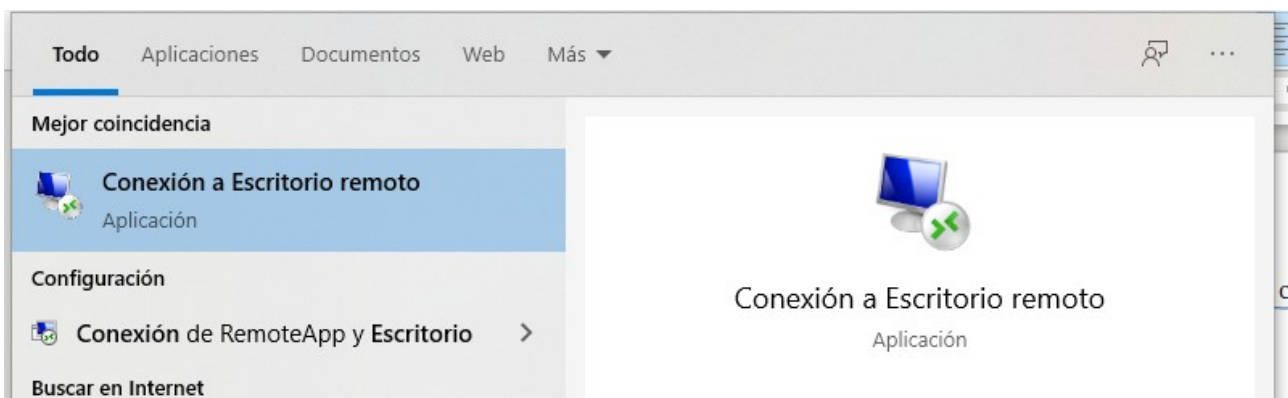 Todo Aplicaciones Documentos Web Más
Mejor coincidencia
Conexión a Escritorio remoto
Aplicación
Configuración
Conexión de RemoteApp y Escritorio
Buscar en Internet
Conexión a Escritorio remoto
Aplicación